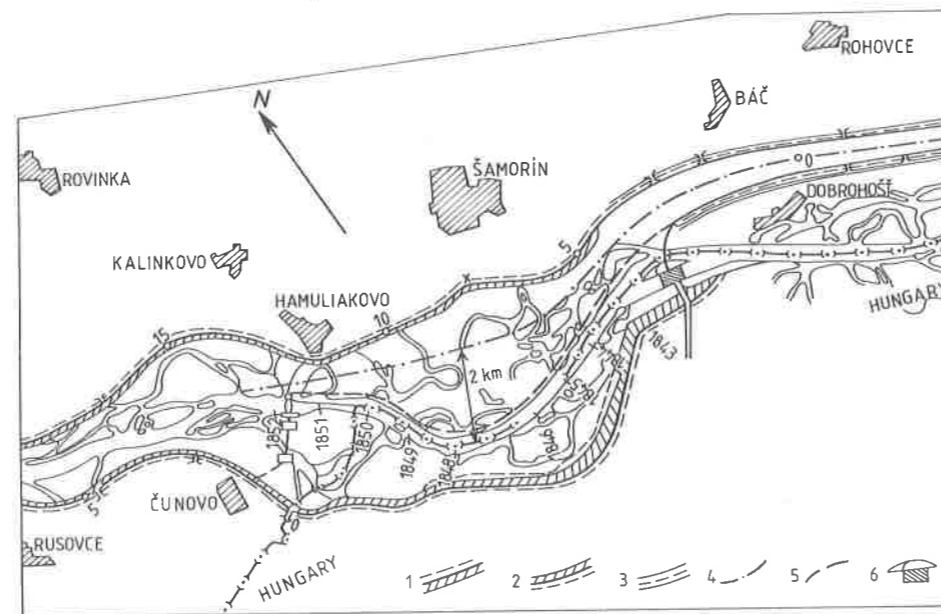 ROHOVCE
BÁČ
N
ŠAMORÍN
ROVINKA
DOBROHOŠŤ
KALINKOVO
5
HUNGARY
HAMULIAKOVO
10
15
1843
2 km
1852
1851
1850
1849
1848
1846
ČUNOVO
5
0
RUSOVCE
HUNGARY
1
2
3
4
5
6